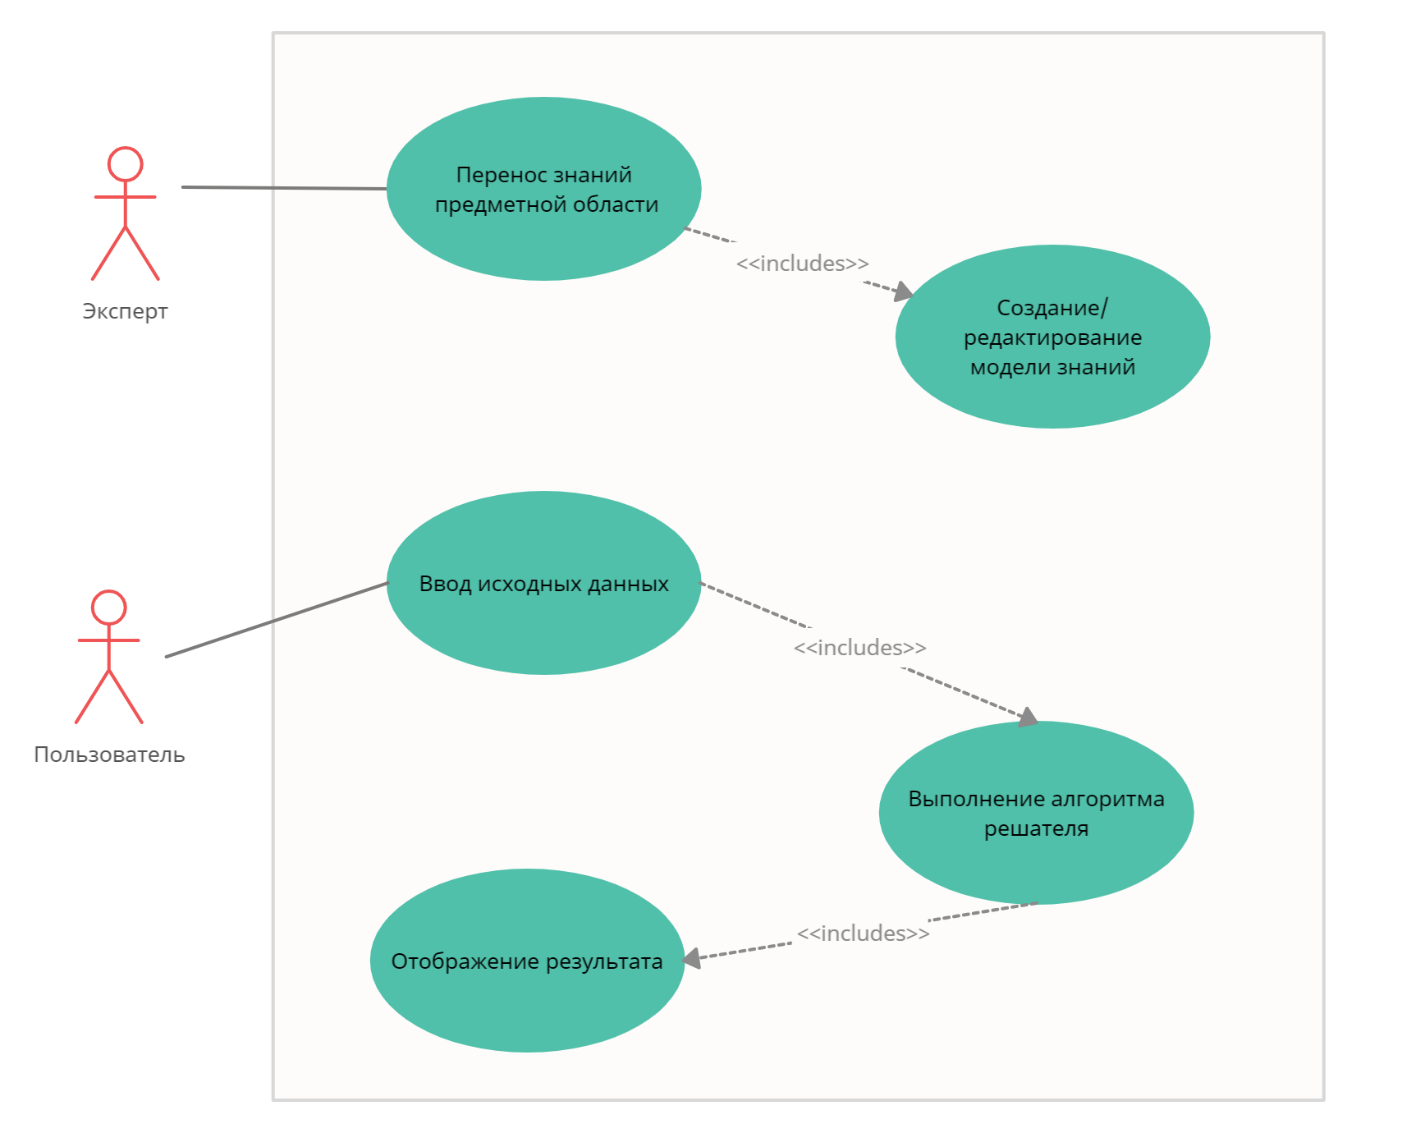 Перенос знаний
предметной области
<<includes>>
Эксперт
Создание/
редактирование
модели знаний
Ввод исходных данных
<<includes>>
Пользователь
Выполнение алгоритма
решателя
<<includes>>
Отображение результата